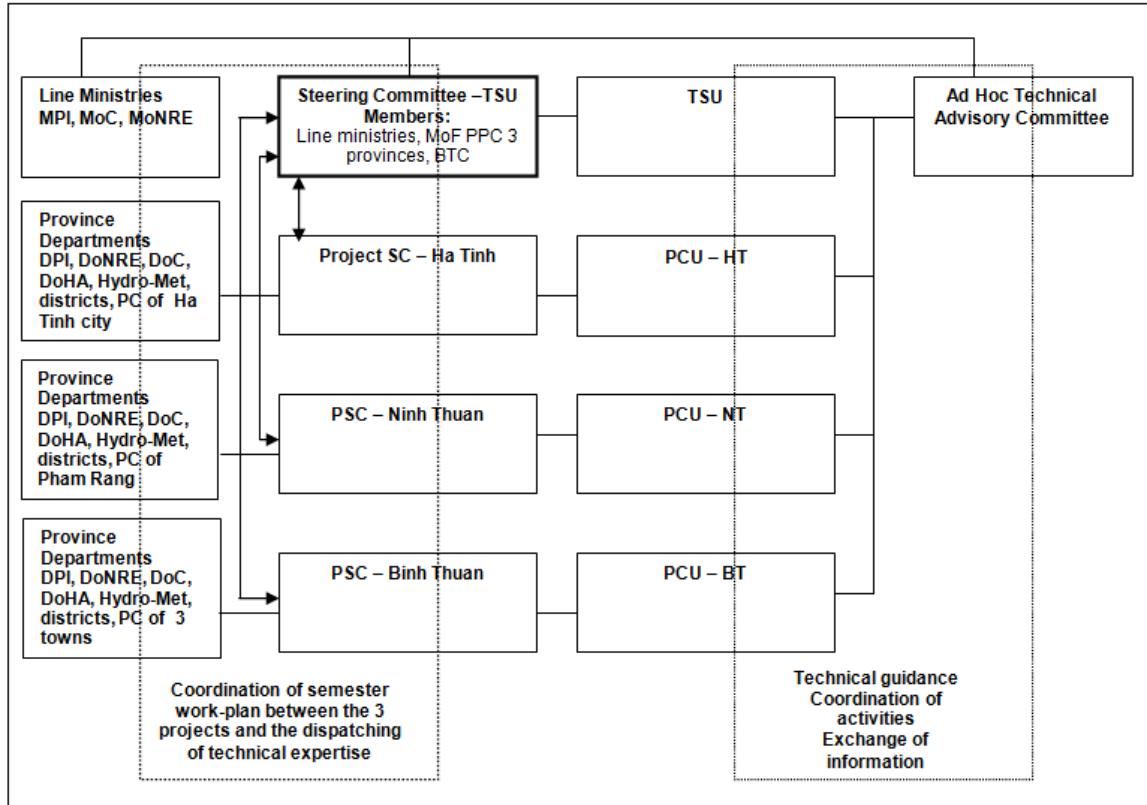 Line Ministries
MPI, MoC, MoNRE
Steering Committee –TSU
Members:
Line ministries, MoF PPC 3
provinces, BTC
TSU
Ad Hoc Technical
Advisory Committee
Province
Departments
DPI, DoNRE, DoC,
DoHA, Hydro-Met,
districts, PC of Ha
Tinh city
Project SC – Ha Tinh
PCU – HT
Province
Departments
DPI, DoNRE, DoC,
DoHA, Hydro-Met,
districts, PC of
Pham Rang
PSC – Ninh Thuan
PCU – NT
Province
Departments
DPI, DoNRE, DoC,
DoHA, Hydro-Met,
districts, PC of 3
towns
PSC – Binh Thuan
PCU – BT
Coordination of semester
work-plan between the 3
projects and the dispatching
of technical expertise
Technical guidance
Coordination of
activities
Exchange of
information